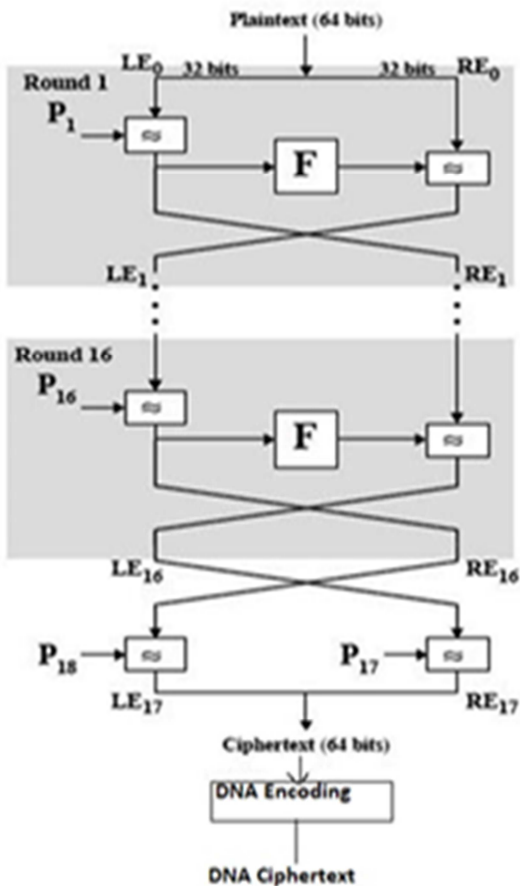 Plaintext (64 bits)
LE0 32 bits 32 bits RE0
Round 1
P1
≈ F ≈
LE1 RE1
Round 16
P16
≈ F ≈
LE16 RE16
P18 ≈ P17 ≈
LE17 RE17
Ciphertext (64 bits)
DNA Encoding
DNA Ciphertext